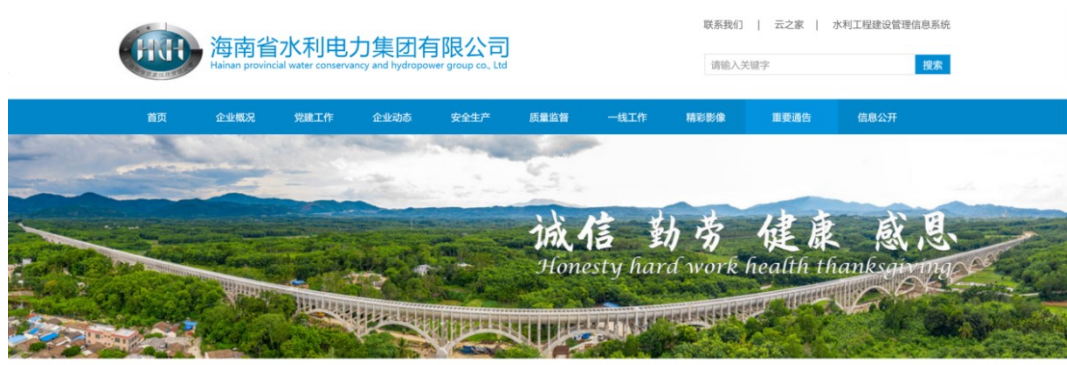 联系我们 | 云之家 | 水利工程建设管理信息系统
HNH
海南省水利电力集团有限公司
Hainan provincial water conservancy and hydropower group co., Ltd
请输入关键字 搜索
首页 企业概况 党建工作 企业动态 安全生产 质量监督 一线工作 精彩影像 重要通告 信息公开
诚信 勤劳 健康 感恩
Honesty hard work health thanksgiving